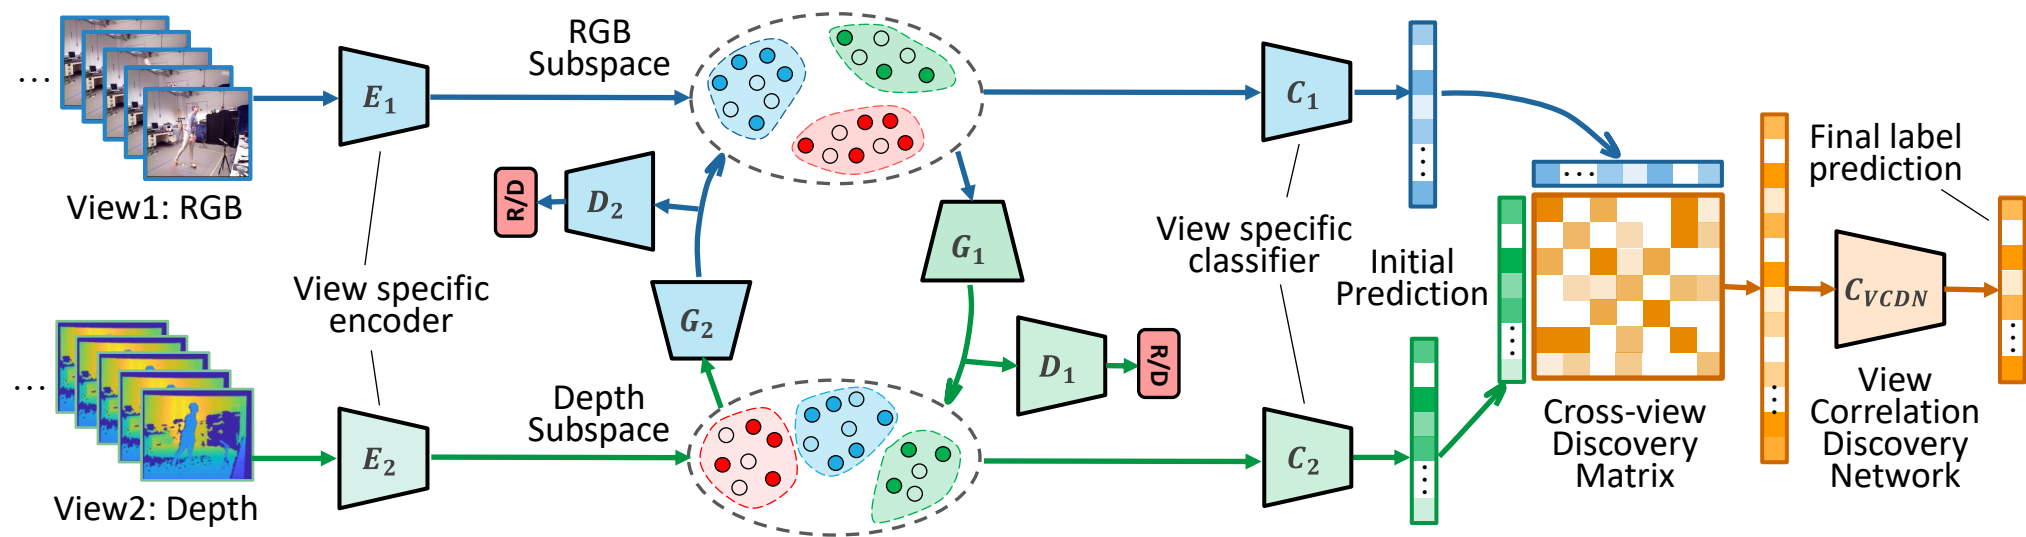 ...
View1: RGB
E1
RGB
Subspace
R/D
D2
G2
G1
D1
R/D
View specific
encoder
...
View2: Depth
E2
Depth
Subspace
C1
View specific
classifier
C2
Initial
Prediction
Cross-view
Discovery
Matrix
Final label
prediction
CVCDN
View
Correlation
Discovery
Network